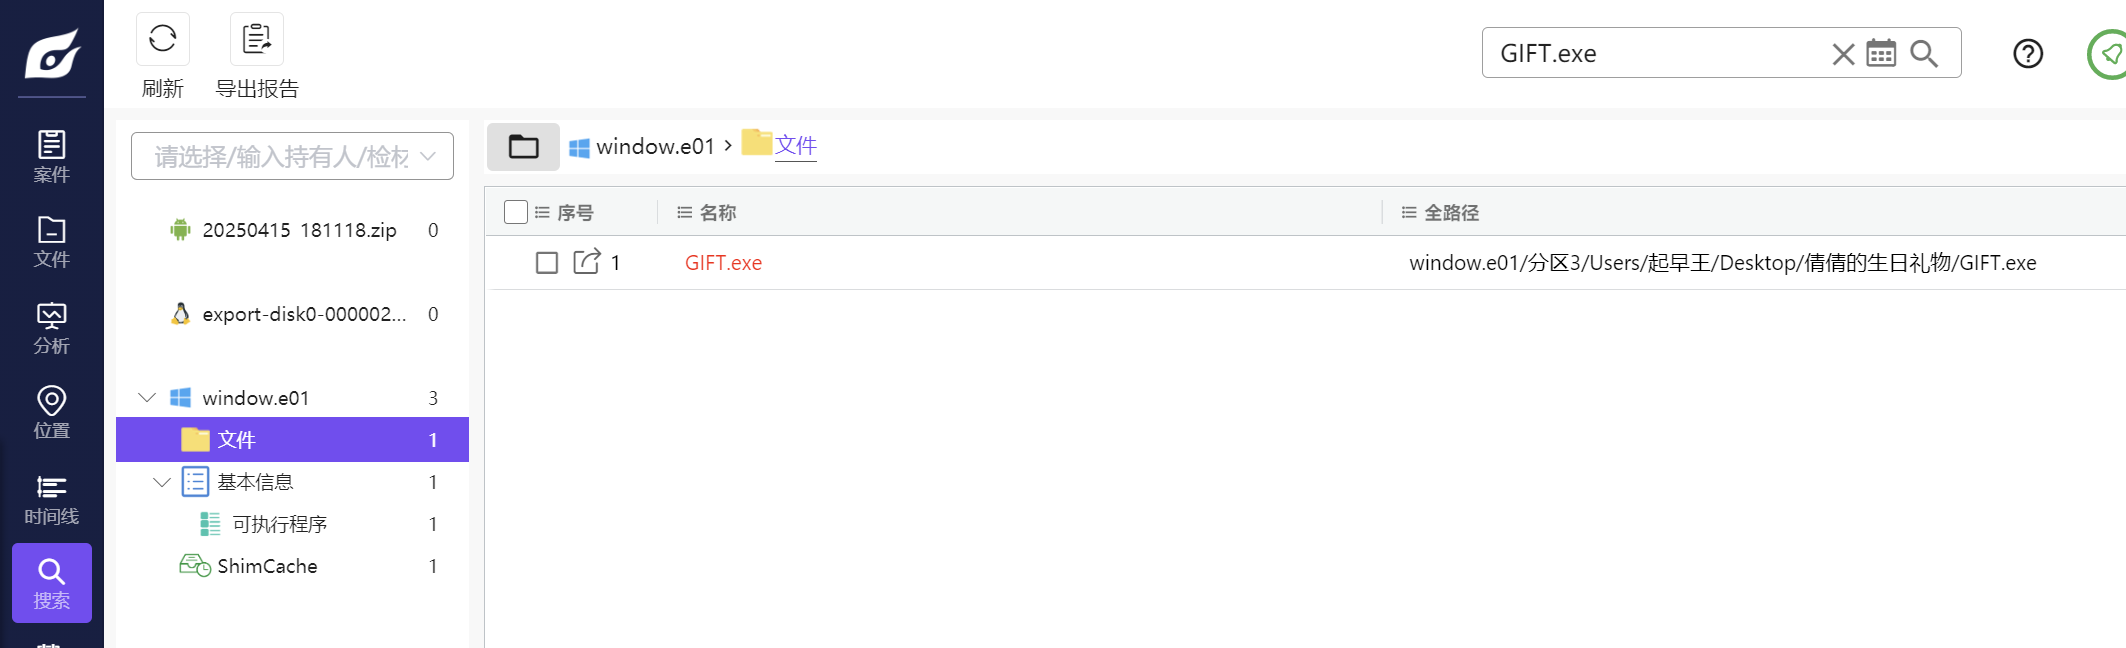 刷新
导出报告
GIFT.exe
案件
文件
分析
位置
时间线
搜索
请选择/输入持有人/检材
20250415_181118.zip 0
export-disk0-000002... 0
window.e01 3
文件 1
基本信息 1
可执行程序 1
ShimCache 1
window.e01 > 文件
序号 名称 全路径
1 GIFT.exe window.e01/分区3/Users/起早王/Desktop/倩倩的生日礼物/GIFT.exe